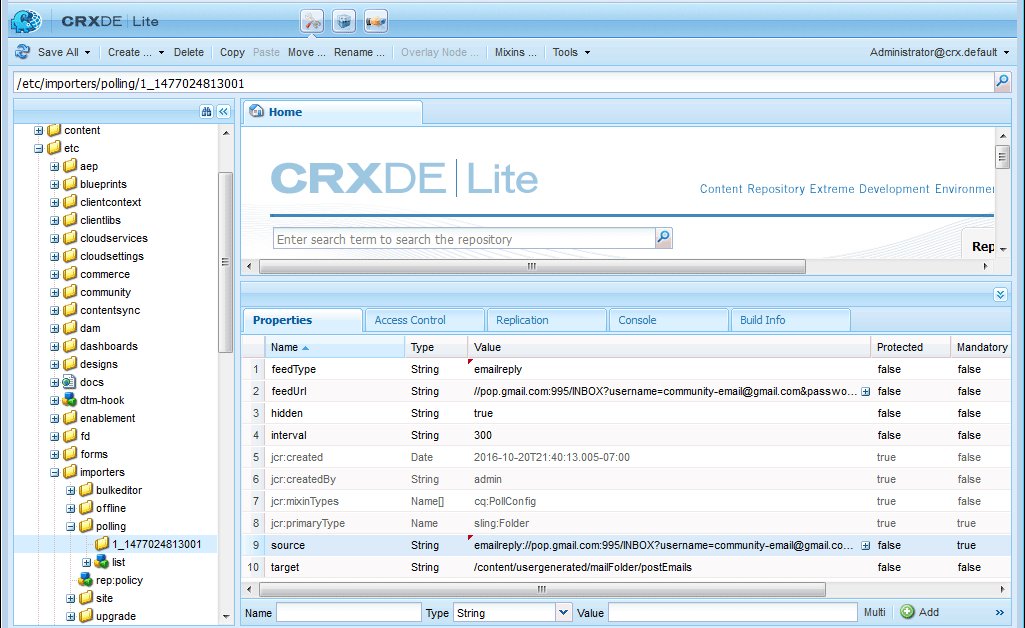 CRXDE | Lite
Save All Create ... Delete Copy Paste Move ... Rename ... Overlay Node ... Mixins ... Tools Administrator@crx.default
/etc/importers/polling/1_1477024813001
content
etc
aep
blueprints
clientcontext
clientlibs
cloudservices
cloudsettings
commerce
community
contentsync
dam
dashboards
designs
docs
dtm-hook
enablement
fd
forms
importers
bulkeditor
offline
polling
1_1477024813001
list
rep:policy
site
upgrade
Home
CRXDE | Lite
Content Repository Extreme Development Environmen
Enter search term to search the repository
Rep
Properties Access Control Replication Console Build Info
Name Type Value Protected Mandatory
1 feedType String emailreply false false
2 feedUrl String //pop.gmail.com:995/INBOX?username=community-email@gmail.com&passwo... false false
3 hidden String true false false
4 interval String 300 false false
5 jcr:created Date 2016-10-20T21:40:13.005-07:00 true false
6 jcr:createdBy String admin true false
7 jcr:mixinTypes Name[] cq:PollConfig true false
8 jcr:primaryType Name sling:Folder true true
9 source String emailreply://pop.gmail.com:995/INBOX?username=community-email@gmail.co... false true
10 target String /content/usergenerated/mailFolder/postEmails false false
Name Type String Value Multi Add »